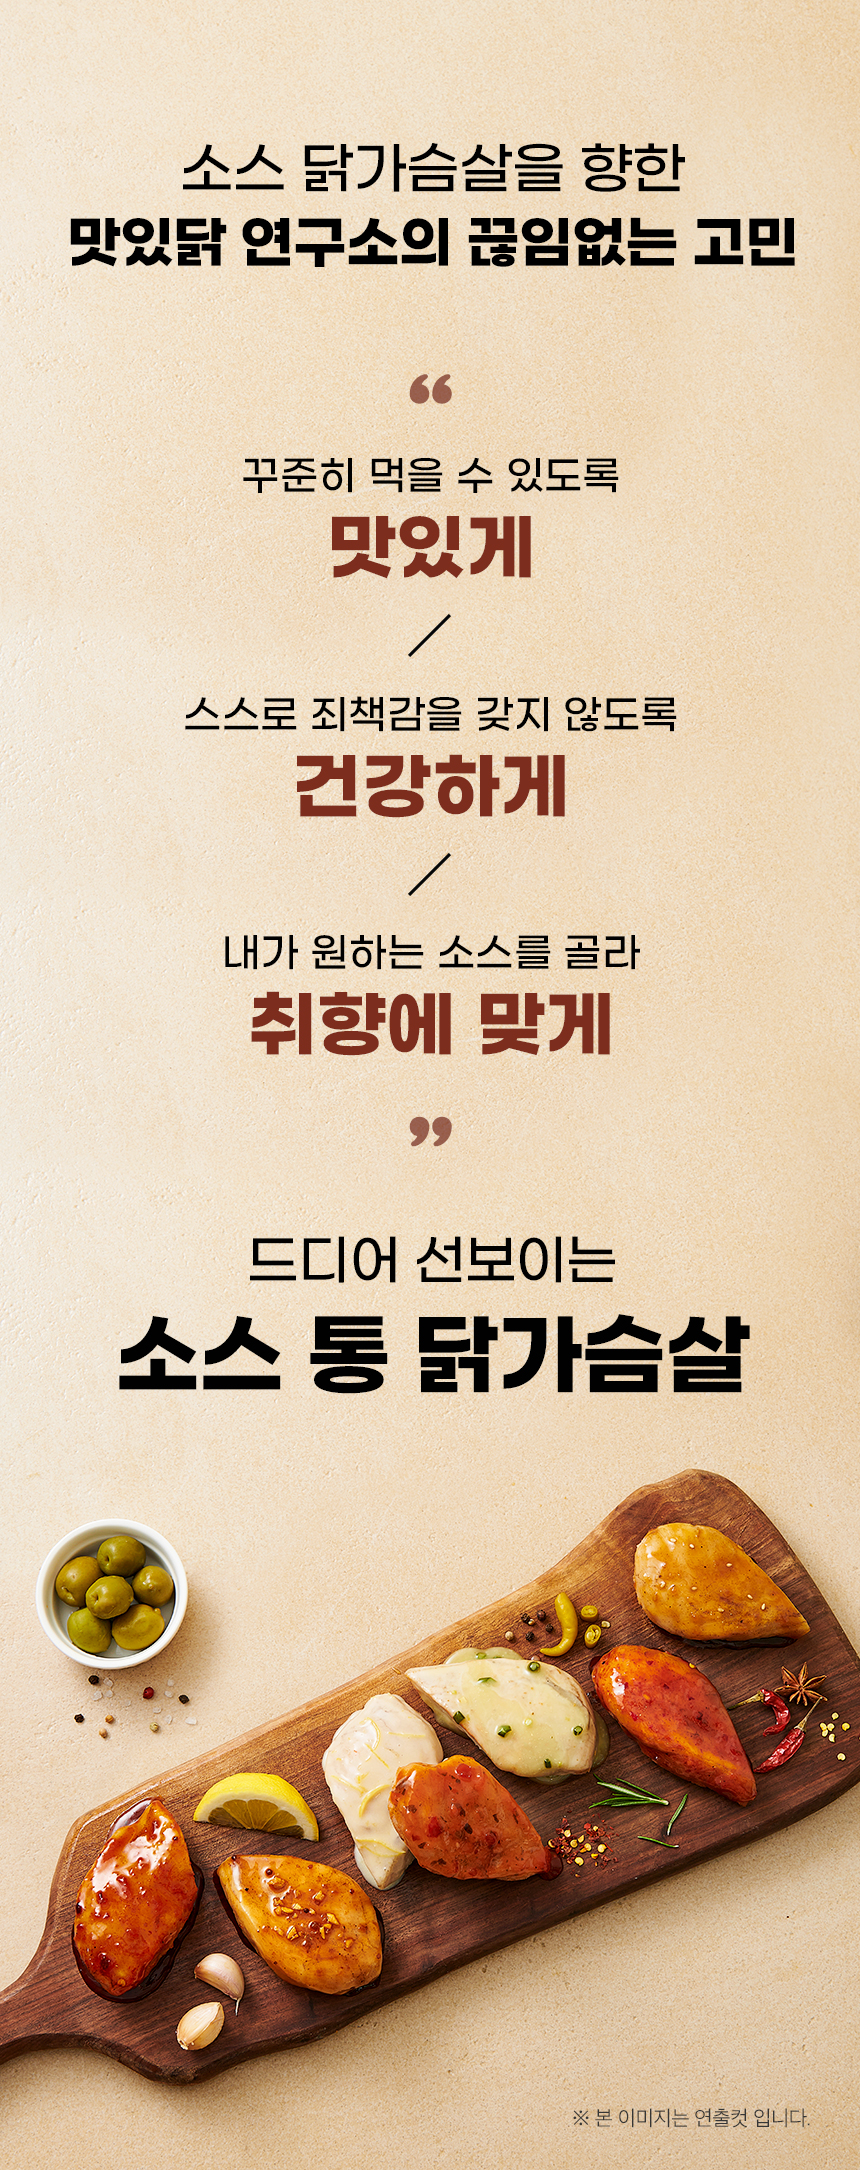 소스 닭가슴살을 향한
맛있닭 연구소의 끊임없는 고민
“
꾸준히 먹을 수 있도록
맛있게
/
스스로 죄책감을 갖지 않도록
건강하게
/
내가 원하는 소스를 골라
취향에 맞게
”
드디어 선보이는
소스 통 닭가슴살
※ 본 이미지는 연출컷 입니다.